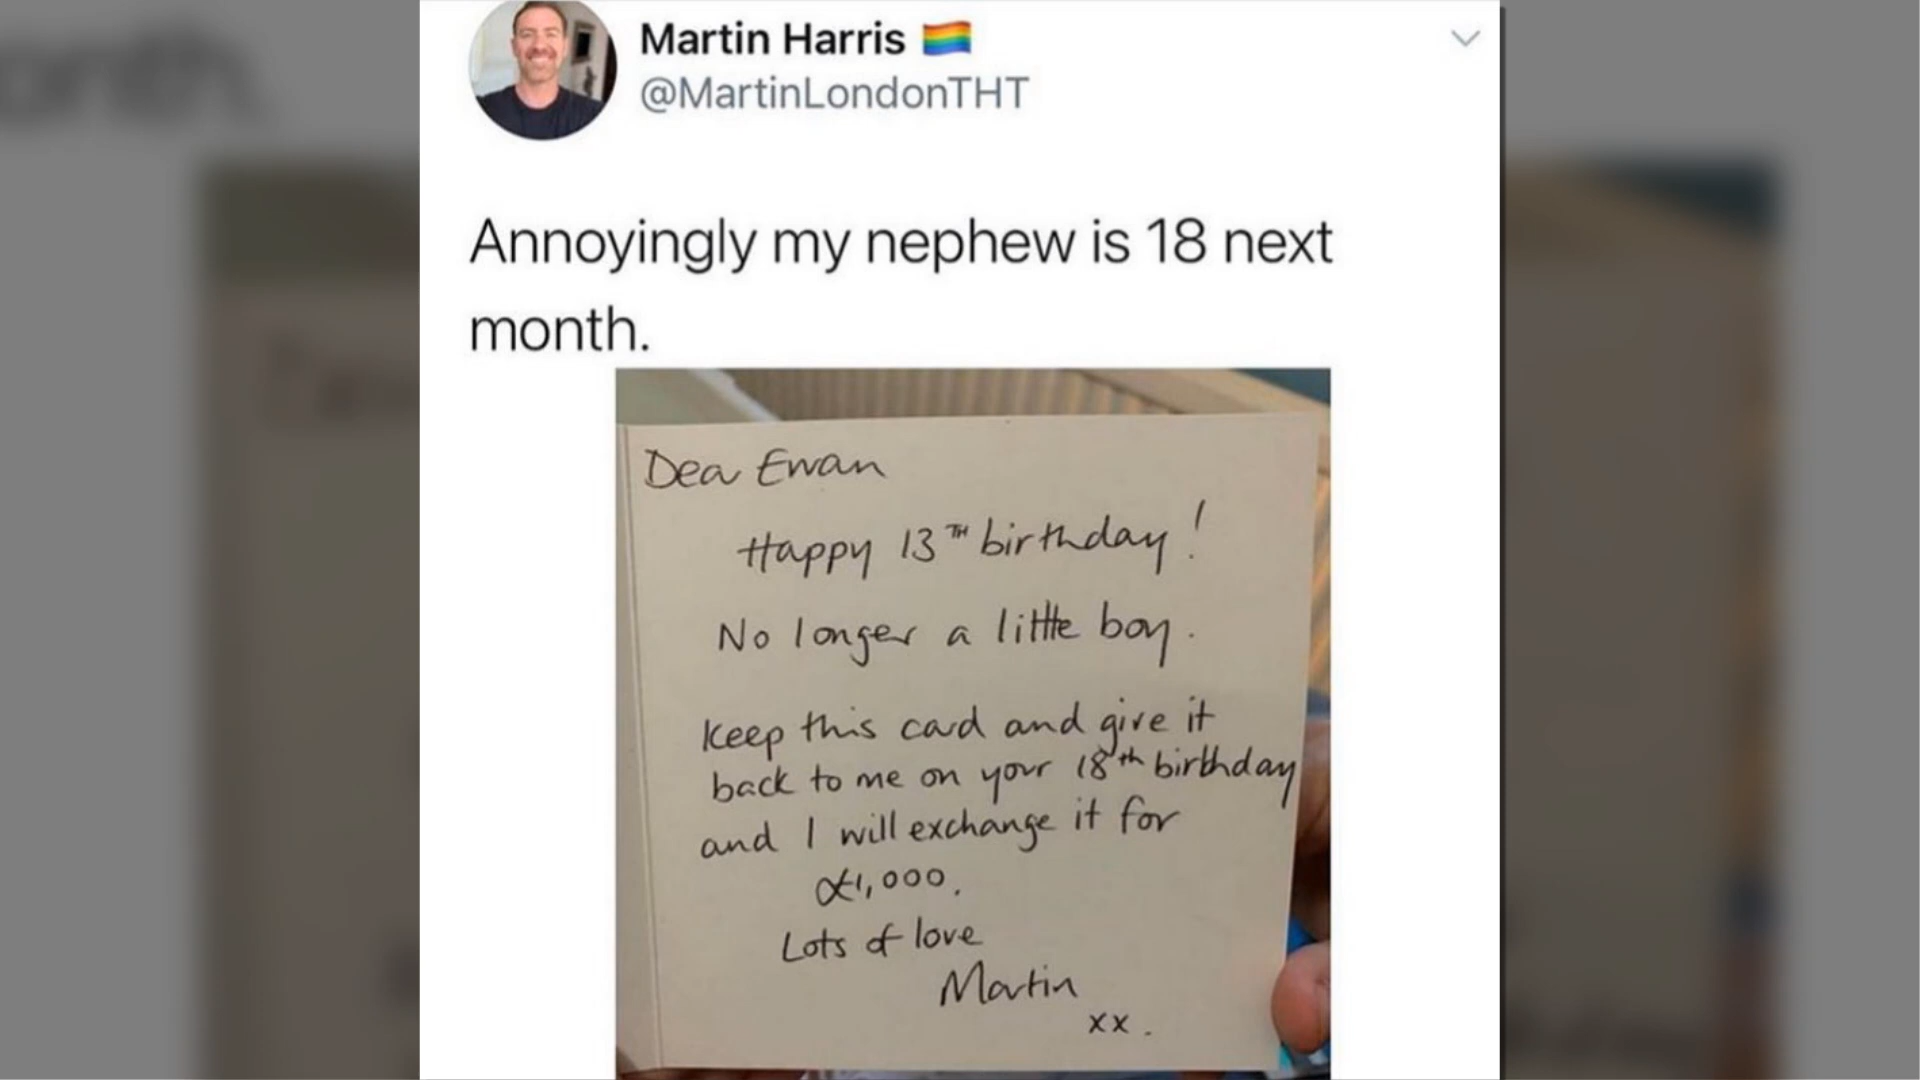 Martin Harris 🏳️‍🌈
@MartinLondonTHT
Annoyingly my nephew is 18 next
month.
Dear Ewan
Happy 13TH birthday!
No longer a little boy.
Keep this card and give it
back to me on your 18th birthday
and I will exchange it for
£1,000.
Lots of love
Martin
xx.